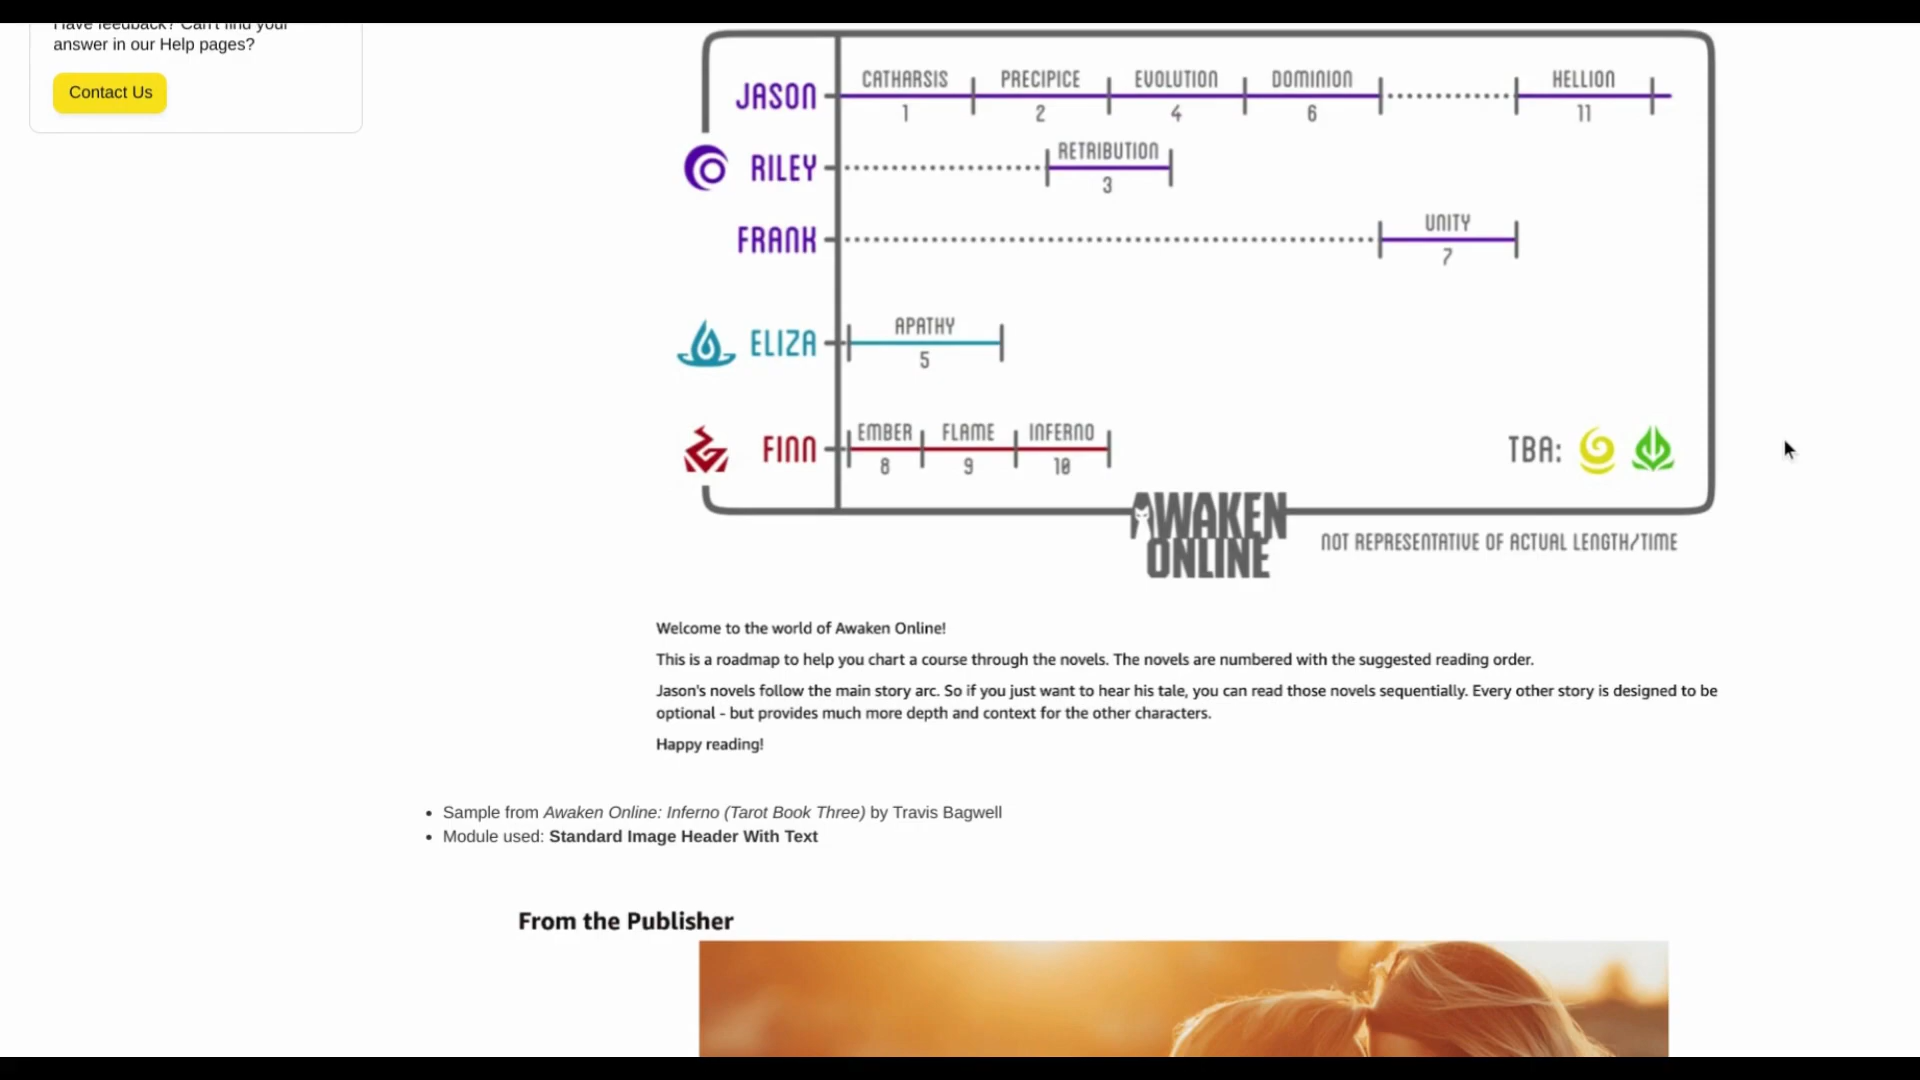 Have feedback? Can't find your
answer in our Help pages?
Contact Us
JASON
CATHARSIS
PRECIPICE
EVOLUTION
DOMINION
HELLION
1
2
4
6
11
RILEY
RETRIBUTION
3
FRANK
UNITY
7
ELIZA
APATHY
5
FINN
EMBER
FLAME
INFERNO
8
9
10
TBA:
AWAKEN
ONLINE
NOT REPRESENTATIVE OF ACTUAL LENGTH/TIME
Welcome to the world of Awaken Online!
This is a roadmap to help you chart a course through the novels. The novels are numbered with the suggested reading order.
Jason's novels follow the main story arc. So if you just want to hear his tale, you can read those novels sequentially. Every other story is designed to be
optional - but provides much more depth and context for the other characters.
Happy reading!
• Sample from Awaken Online: Inferno (Tarot Book Three) by Travis Bagwell
• Module used: Standard Image Header With Text
From the Publisher